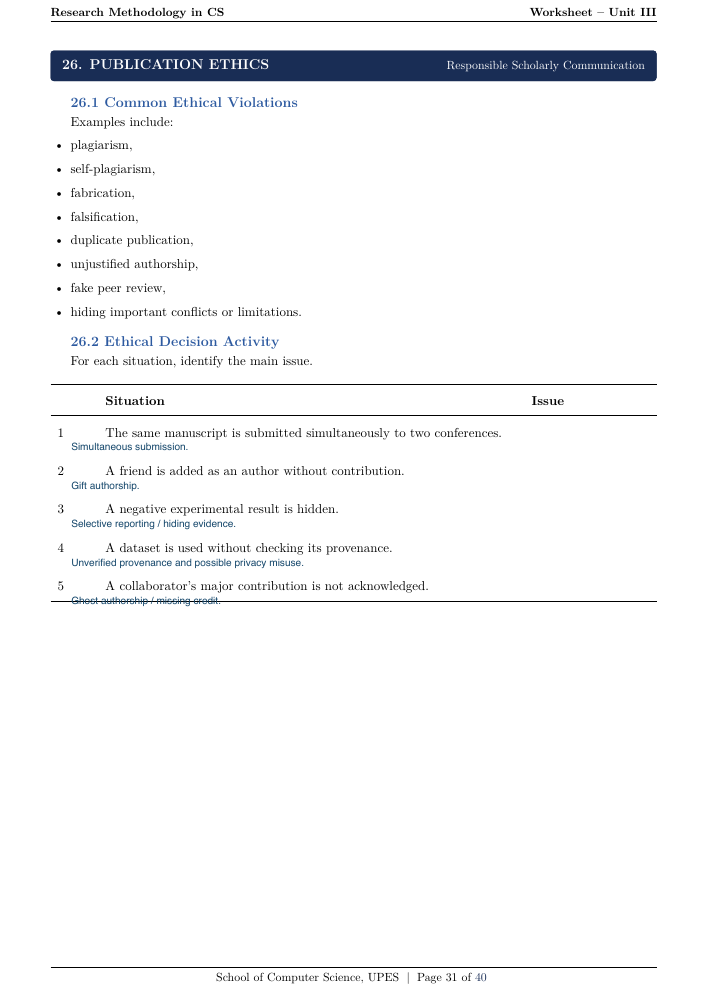 Research Methodology in CS Worksheet – Unit III
26. PUBLICATION ETHICS Responsible Scholarly Communication
26.1 Common Ethical Violations
Examples include:
• plagiarism,
• self-plagiarism,
• fabrication,
• falsification,
• duplicate publication,
• unjustified authorship,
• fake peer review,
• hiding important conflicts or limitations.
26.2 Ethical Decision Activity
For each situation, identify the main issue.
Situation Issue
1 The same manuscript is submitted simultaneously to two conferences.
Simultaneous submission.
2 A friend is added as an author without contribution.
Gift authorship.
3 A negative experimental result is hidden.
Selective reporting / hiding evidence.
4 A dataset is used without checking its provenance.
Unverified provenance and possible privacy misuse.
5 A collaborator's major contribution is not acknowledged.
Ghost authorship / missing credit.
School of Computer Science, UPES | Page 31 of 40